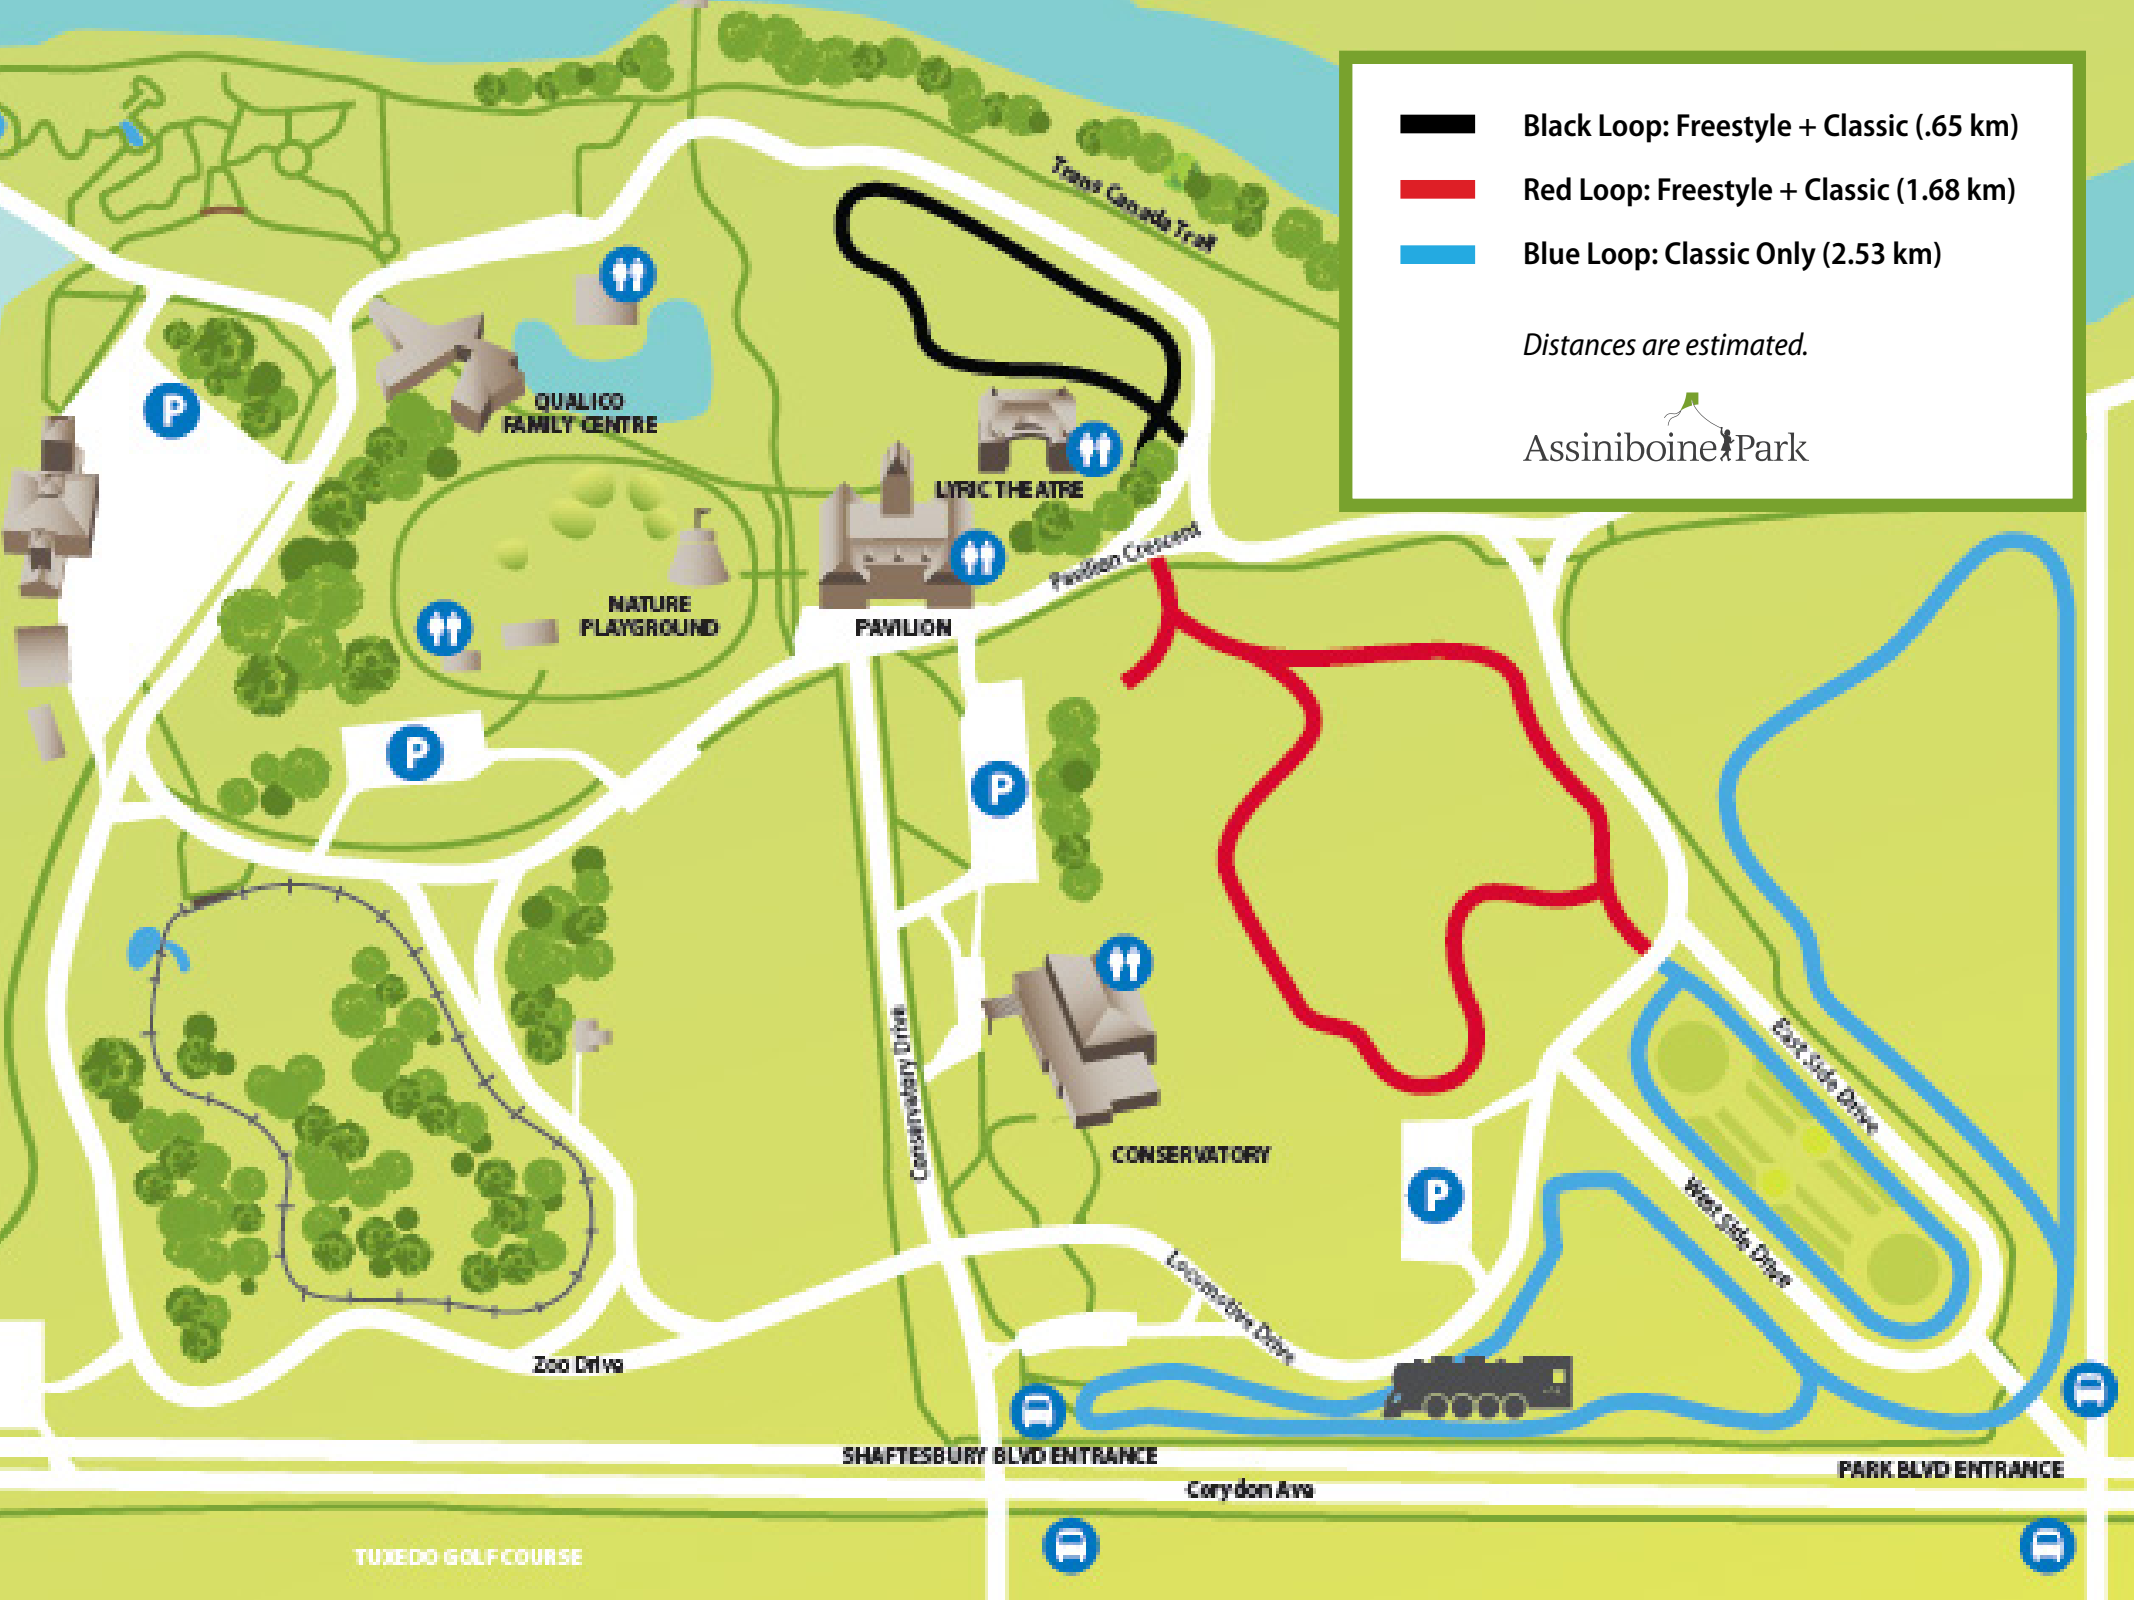 Black Loop: Freestyle + Classic (.65 km)
Red Loop: Freestyle + Classic (1.68 km)
Blue Loop: Classic Only (2.53 km)
Distances are estimated.
Assiniboine Park
Trans Canada Trail
P
QUALICO
FAMILY CENTRE
LYRIC THEATRE
Pavilion Crescent
NATURE
PLAYGROUND
PAVILION
P
P
Conservatory Drive
East Side Drive
CONSERVATORY
P
West Side Drive
Locomotive Drive
Zoo Drive
SHAFTESBURY BLVD ENTRANCE
PARK BLVD ENTRANCE
Corydon Ave
TUXEDO GOLF COURSE